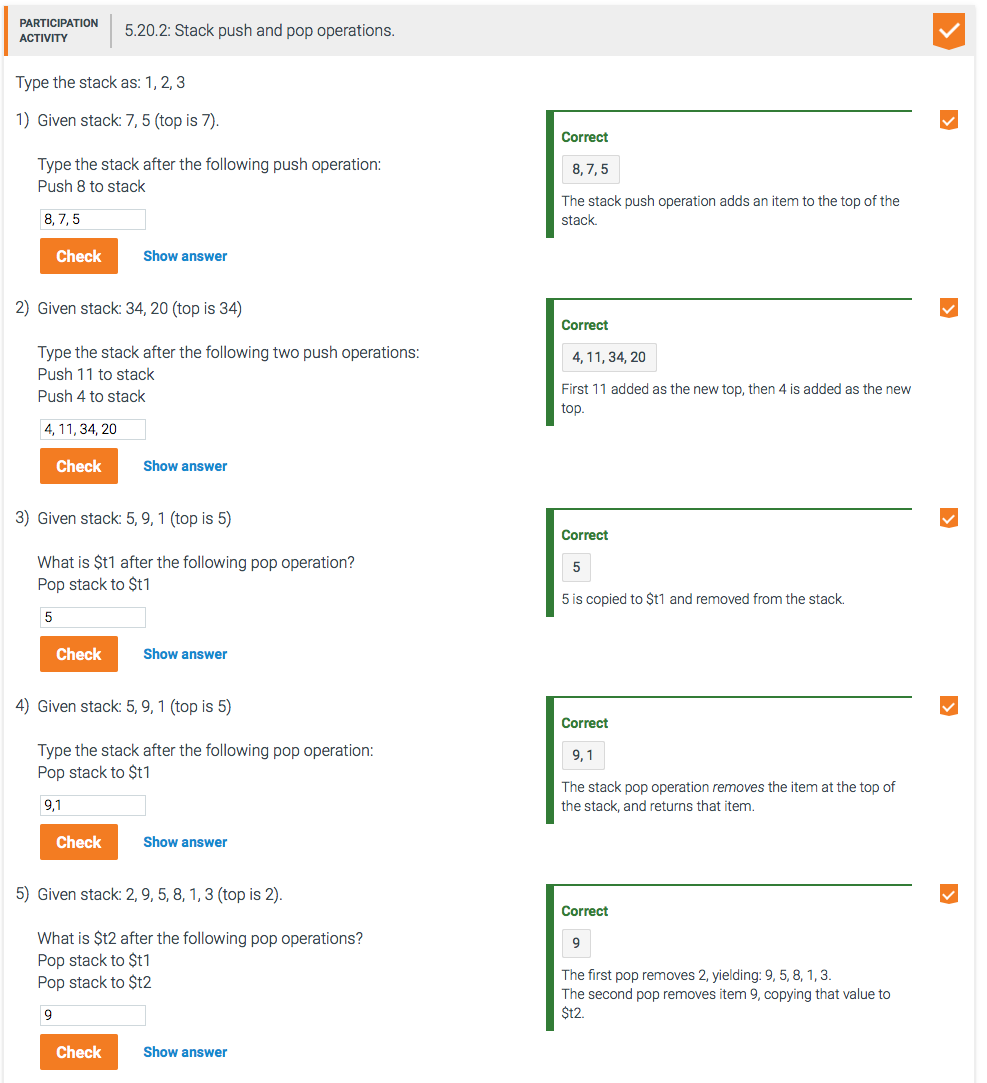 PARTICIPATION
ACTIVITY
5.20.2: Stack push and pop operations.
Type the stack as: 1, 2, 3
1) Given stack: 7, 5 (top is 7).
Type the stack after the following push operation:
Push 8 to stack
8, 7, 5
Check
Show answer
Correct
8, 7, 5
The stack push operation adds an item to the top of the
stack.
2) Given stack: 34, 20 (top is 34)
Type the stack after the following two push operations:
Push 11 to stack
Push 4 to stack
4, 11, 34, 20
Check
Show answer
Correct
4, 11, 34, 20
First 11 added as the new top, then 4 is added as the new
top.
3) Given stack: 5, 9, 1 (top is 5)
What is $t1 after the following pop operation?
Pop stack to $t1
5
Check
Show answer
Correct
5
5 is copied to $t1 and removed from the stack.
4) Given stack: 5, 9, 1 (top is 5)
Type the stack after the following pop operation:
Pop stack to $t1
9,1
Check
Show answer
Correct
9, 1
The stack pop operation removes the item at the top of
the stack, and returns that item.
5) Given stack: 2, 9, 5, 8, 1, 3 (top is 2).
What is $t2 after the following pop operations?
Pop stack to $t1
Pop stack to $t2
9
Check
Show answer
Correct
9
The first pop removes 2, yielding: 9, 5, 8, 1, 3.
The second pop removes item 9, copying that value to
$t2.